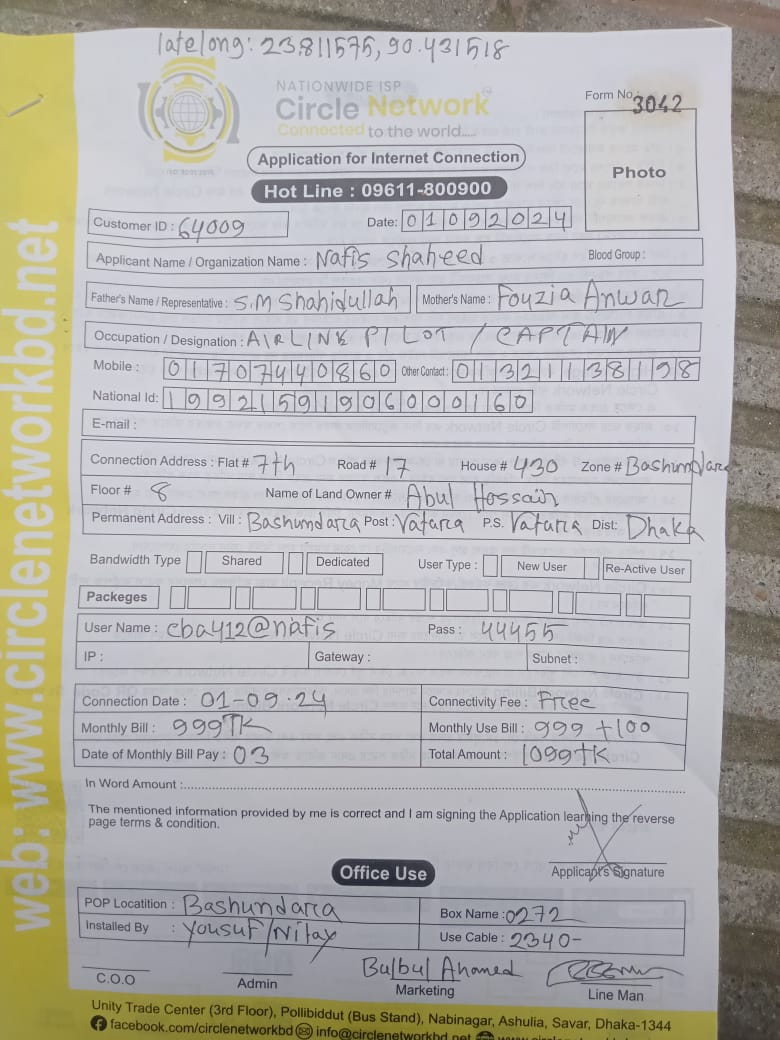 latelong: 23.811575, 90.431518
NATIONWIDE ISP
Circle Network
Connected to the world....
Form No. 3042
Photo
Application for Internet Connection
Hot Line : 09611-800900
Customer ID : 64009
Date: 01092024
Applicant Name / Organization Name : Nafis Shaheed Blood Group :
Father's Name / Representative : S.M Shahidullah Mother's Name : Fouzia Anwar
Occupation / Designation : AIRLINE PILOT / CAPTAIN
Mobile : 01707440860 Other Contact : 01321138198
National Id: 19921591906000160
E-mail :
Connection Address : Flat # 7th Road # 17 House # 430 Zone # Bashundara
Floor # 8 Name of Land Owner # Abul Hossain
Permanent Address : Vill : Bashundara Post : Vatara P.S. Vatara Dist: Dhaka
Bandwidth Type Shared Dedicated User Type : New User Re-Active User
Packeges
User Name : cba412@nafis Pass : 44455
IP : Gateway : Subnet :
Connection Date : 01-09-24 Connectivity Fee : Free
Monthly Bill : 999TK Monthly Use Bill : 999 +100
Date of Monthly Bill Pay : 03 Total Amount : 1099TK
In Word Amount :
The mentioned information provided by me is correct and I am signing the Application learning the reverse
page terms & condition.
Applicant's Signature
Office Use
POP Locatition : Bashundara Box Name : 0272
Installed By : Yousuf/Nitay Use Cable : 2340-
Bulbul Ahamed
C.O.O Admin Marketing Line Man
Unity Trade Center (3rd Floor), Pollibiddut (Bus Stand), Nabinagar, Ashulia, Savar, Dhaka-1344
facebook.com/circlenetworkbd info@circlenetworkbd.net
web: www.circlenetworkbd.net